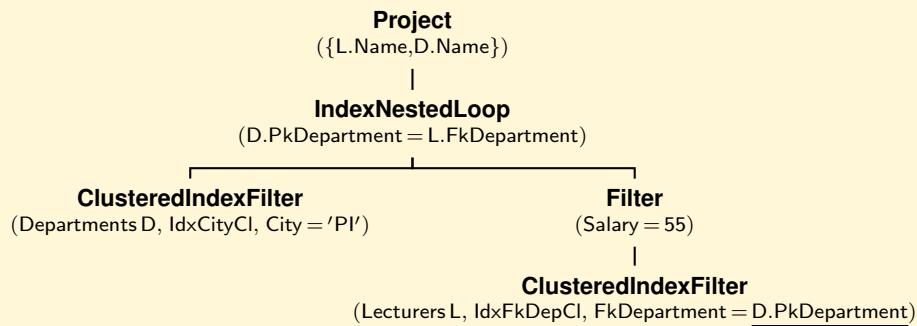 Project
({L.Name,D.Name})
IndexNestedLoop
(D.PkDepartment = L.FkDepartment)
ClusteredIndexFilter
(Departments D, IdxCityCl, City = ′PI′)
Filter
(Salary = 55)
ClusteredIndexFilter
(Lecturers L, IdxFkDepCl, FkDepartment = D.PkDepartment)